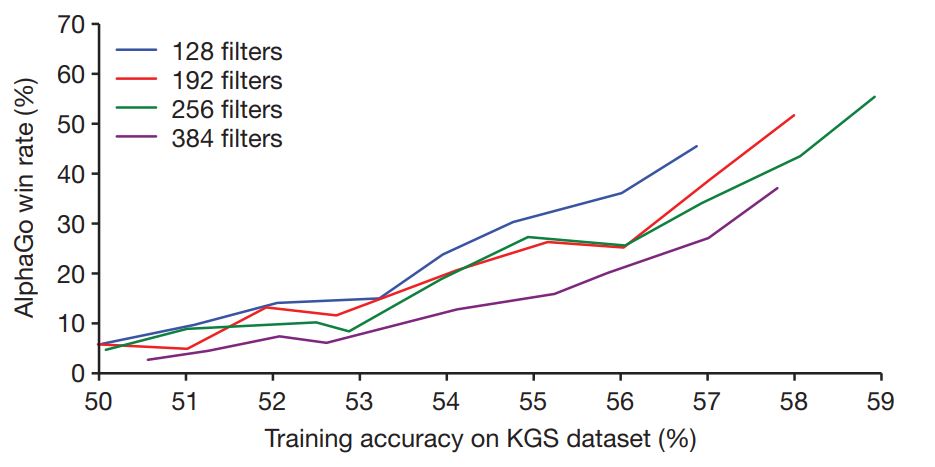 70
60
50
40
30
20
10
0
AlphaGo win rate (%)
128 filters
192 filters
256 filters
384 filters
50 51 52 53 54 55 56 57 58 59
Training accuracy on KGS dataset (%)